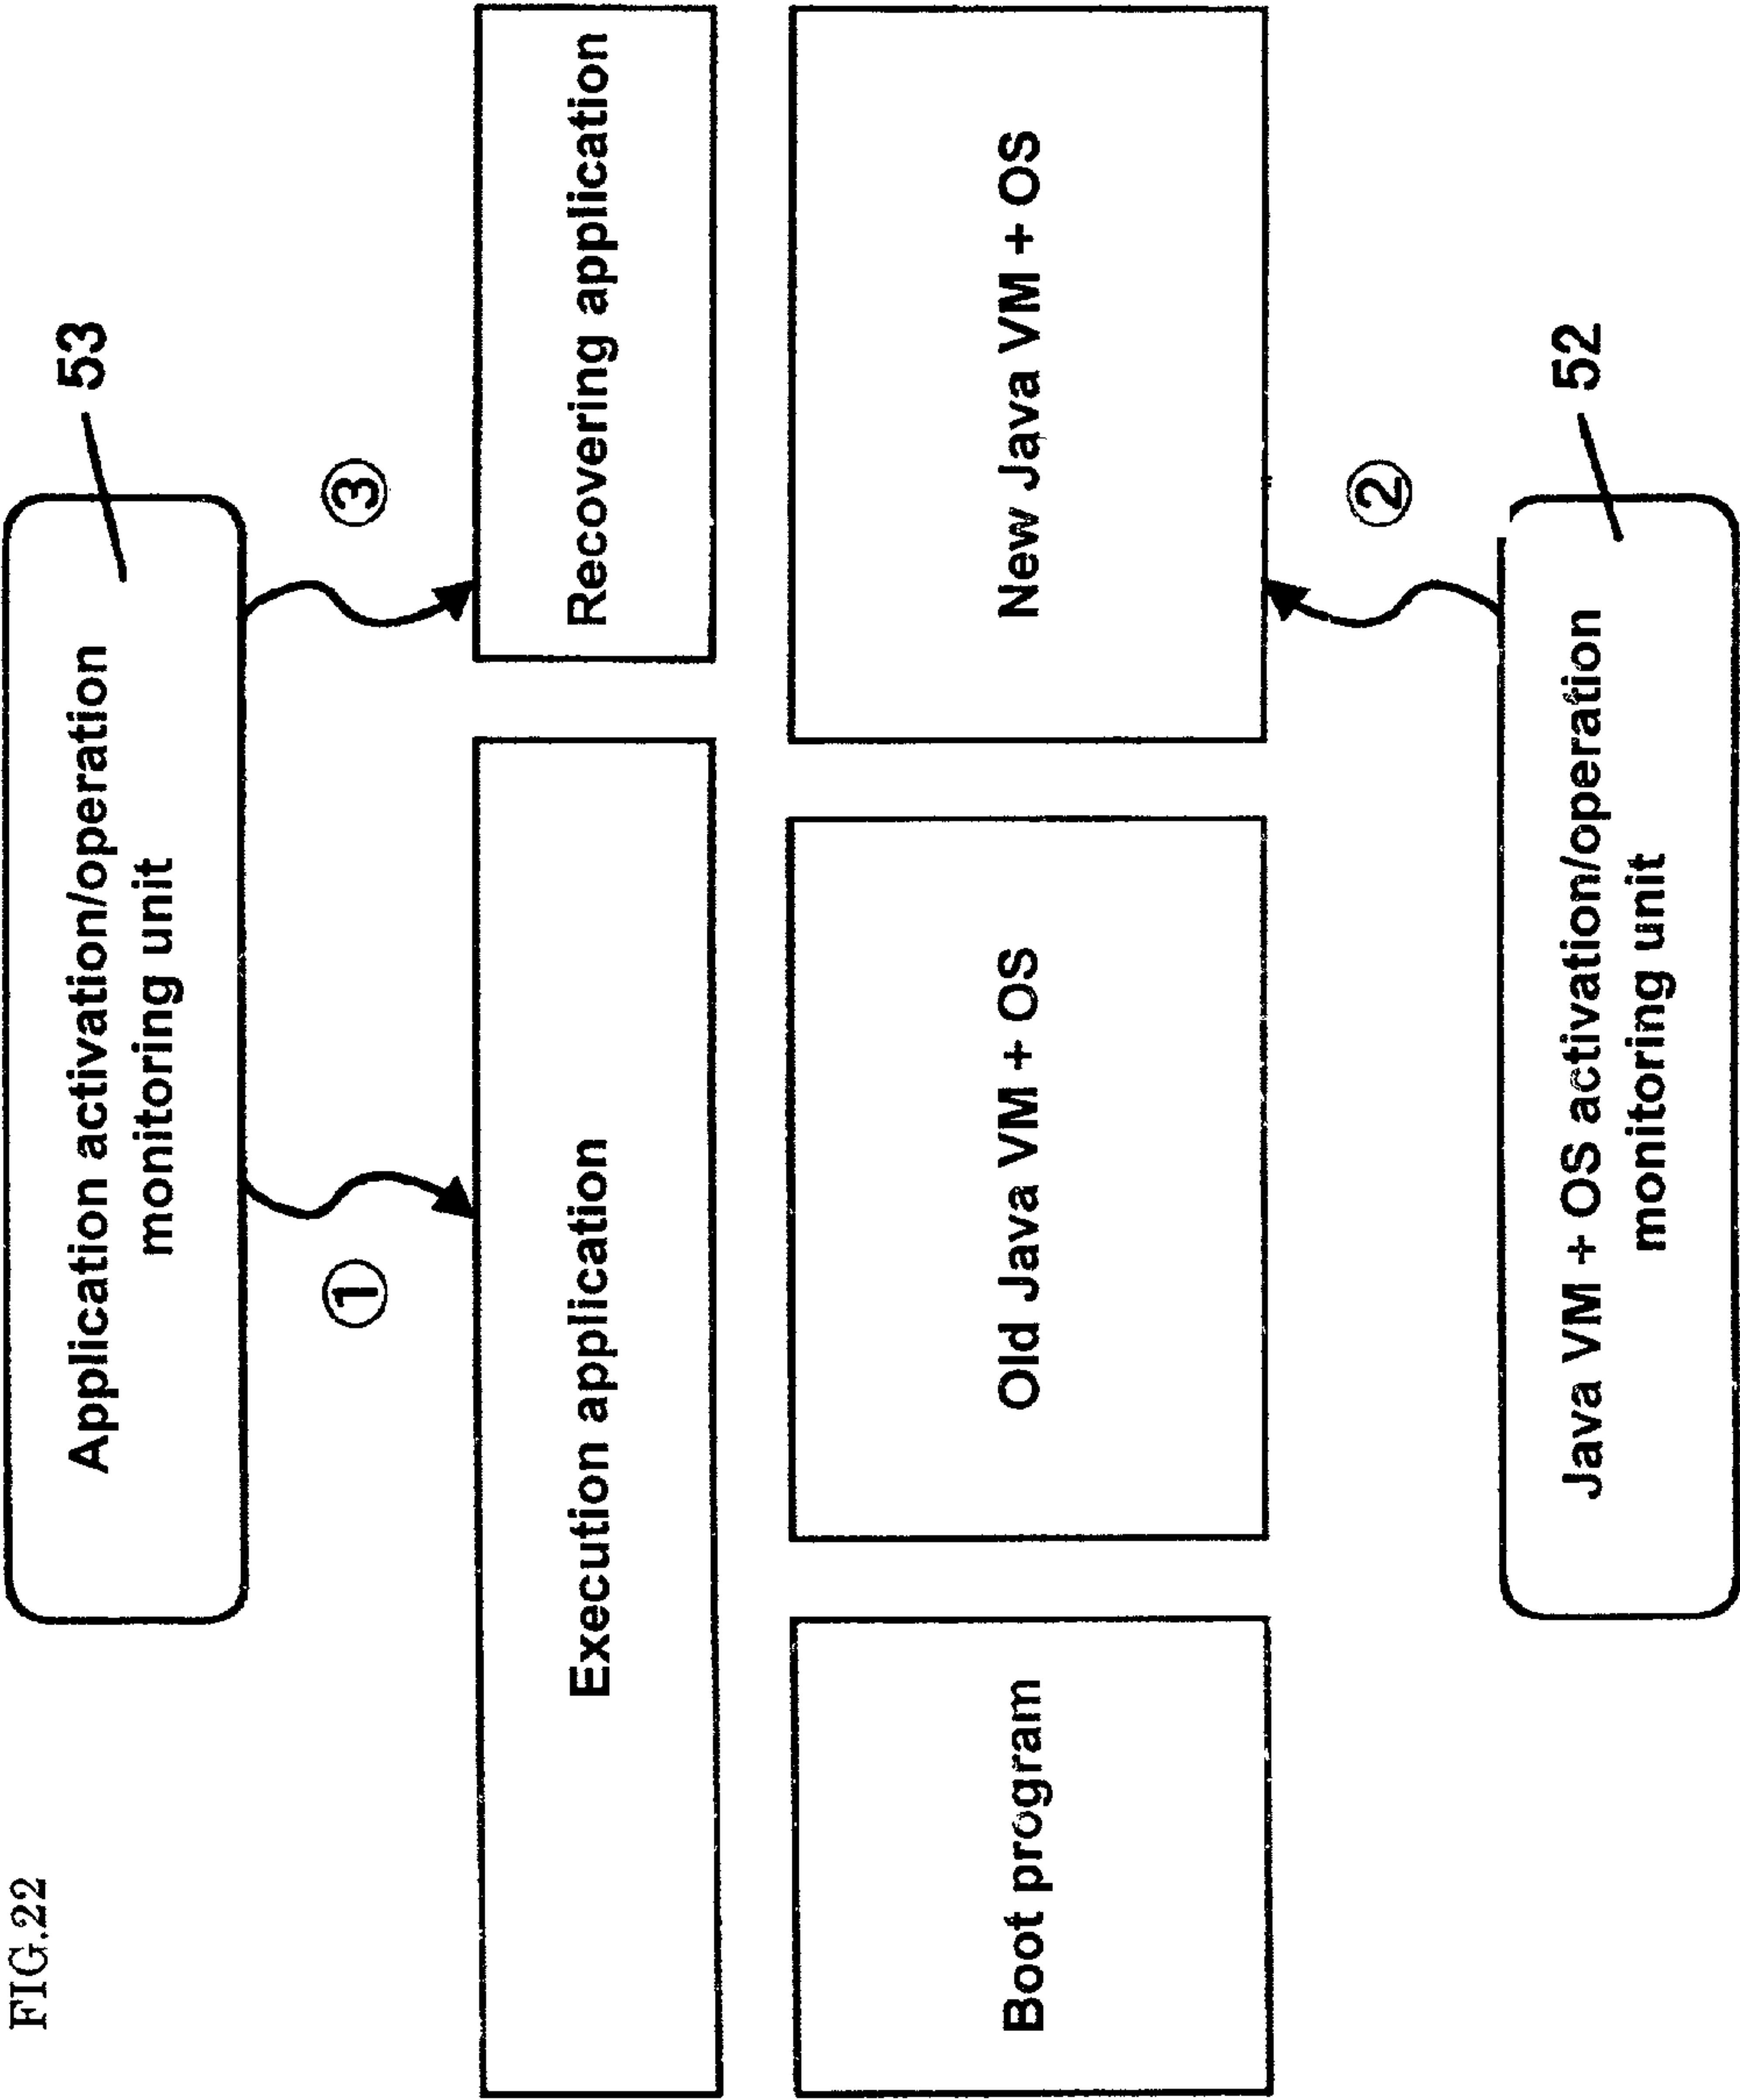 FIG.22
Application activation/operation
monitoring unit
53
①
③
Execution application
Recovering application
Boot program
Old Java VM + OS
New Java VM + OS
②
Java VM + OS activation/operation
monitoring unit
52